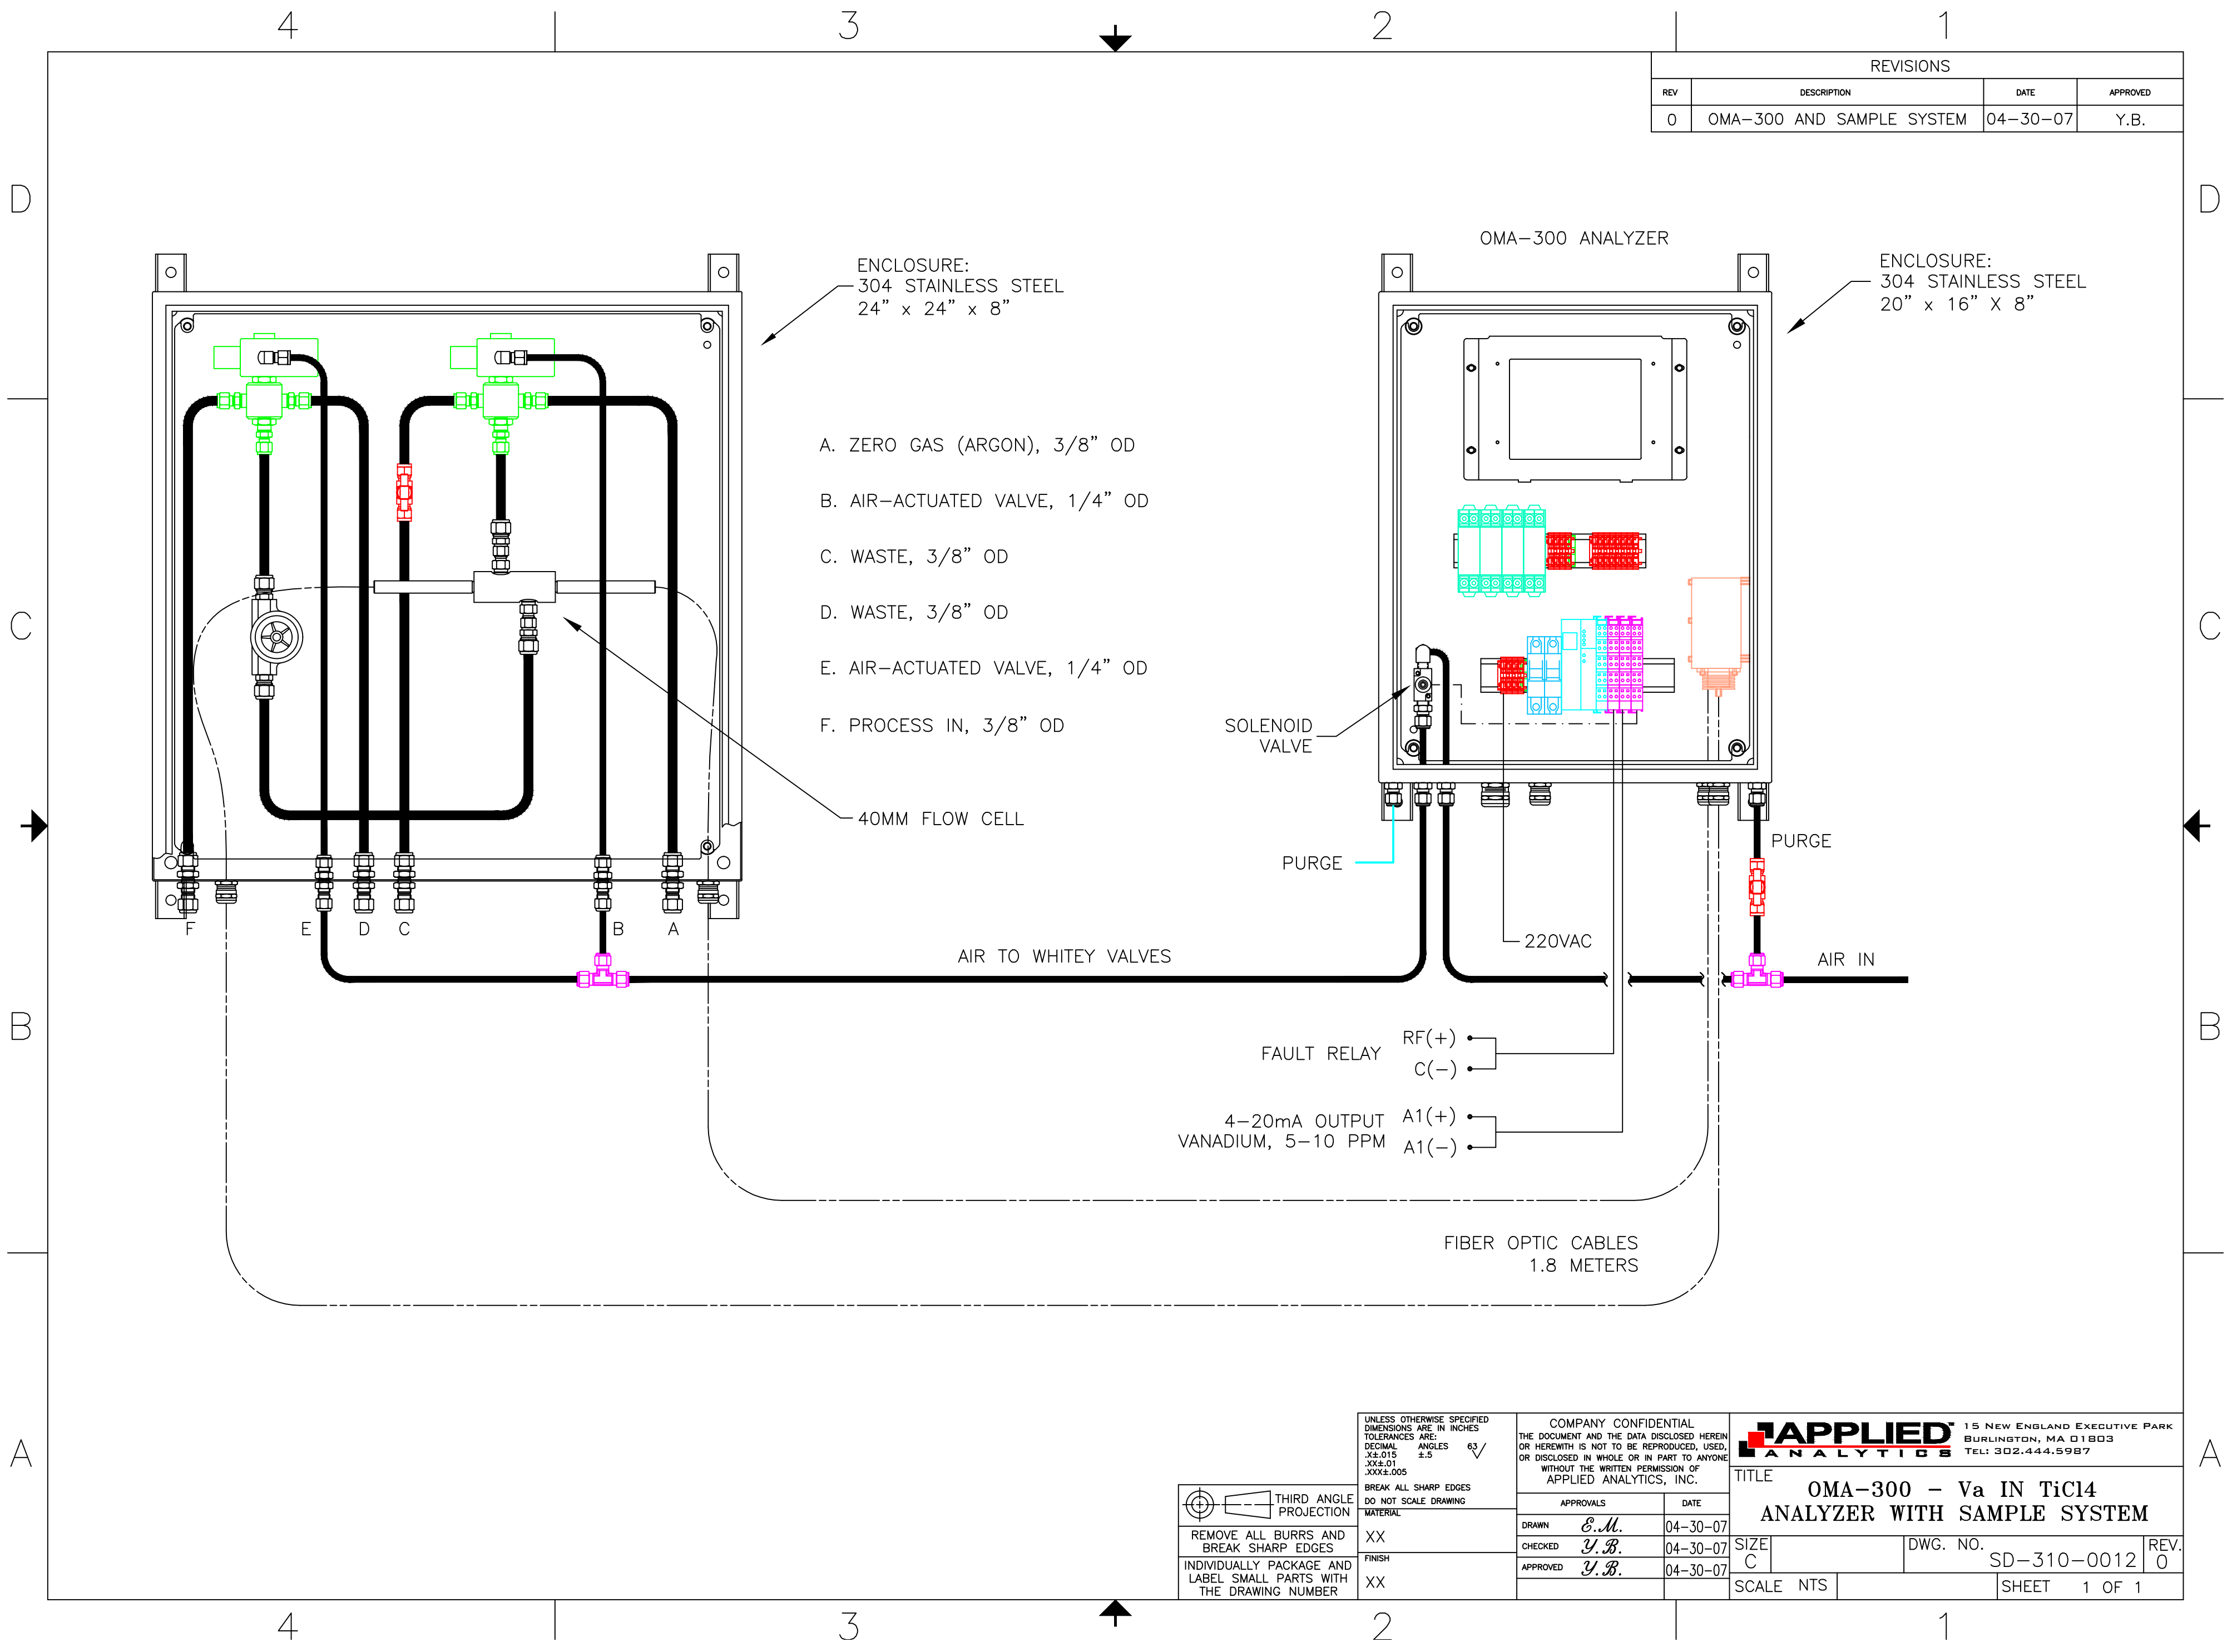 4 3 2 1
REVISIONS
REV DESCRIPTION DATE APPROVED
0 OMA-300 AND SAMPLE SYSTEM 04-30-07 Y.B.
D D
OMA-300 ANALYZER
ENCLOSURE:
304 STAINLESS STEEL
24" x 24" x 8"
ENCLOSURE:
304 STAINLESS STEEL
20" x 16" X 8"
A. ZERO GAS (ARGON), 3/8" OD
B. AIR-ACTUATED VALVE, 1/4" OD
C. WASTE, 3/8" OD
D. WASTE, 3/8" OD
E. AIR-ACTUATED VALVE, 1/4" OD
F. PROCESS IN, 3/8" OD
C C
SOLENOID
VALVE
40MM FLOW CELL
PURGE
PURGE
F E D C B A
220VAC
AIR TO WHITEY VALVES
AIR IN
B B
FAULT RELAY
RF(+)
C(-)
4-20mA OUTPUT
VANADIUM, 5-10 PPM
A1(+)
A1(-)
FIBER OPTIC CABLES
1.8 METERS
A A
THIRD ANGLE
PROJECTION
REMOVE ALL BURRS AND
BREAK SHARP EDGES
INDIVIDUALLY PACKAGE AND
LABEL SMALL PARTS WITH
THE DRAWING NUMBER
UNLESS OTHERWISE SPECIFIED
DIMENSIONS ARE IN INCHES
TOLERANCES ARE:
DECIMAL ANGLES 63
.X±.015 ±.5
.XX±.01
.XXX±.005
BREAK ALL SHARP EDGES
DO NOT SCALE DRAWING
MATERIAL
XX
FINISH
XX
COMPANY CONFIDENTIAL
THE DOCUMENT AND THE DATA DISCLOSED HEREIN
OR HEREWITH IS NOT TO BE REPRODUCED, USED,
OR DISCLOSED IN WHOLE OR IN PART TO ANYONE
WITHOUT THE WRITTEN PERMISSION OF
APPLIED ANALYTICS, INC.
APPROVALS DATE
DRAWN E.M. 04-30-07
CHECKED Y.B. 04-30-07
APPROVED Y.B. 04-30-07
APPLIED™
ANALYTICS
15 NEW ENGLAND EXECUTIVE PARK
BURLINGTON, MA 01803
TEL: 302.444.5987
TITLE
OMA-300 - Va IN TiCl4
ANALYZER WITH SAMPLE SYSTEM
SIZE
C
DWG. NO.
SD-310-0012
REV.
0
SCALE NTS
SHEET 1 OF 1
4 3 2 1